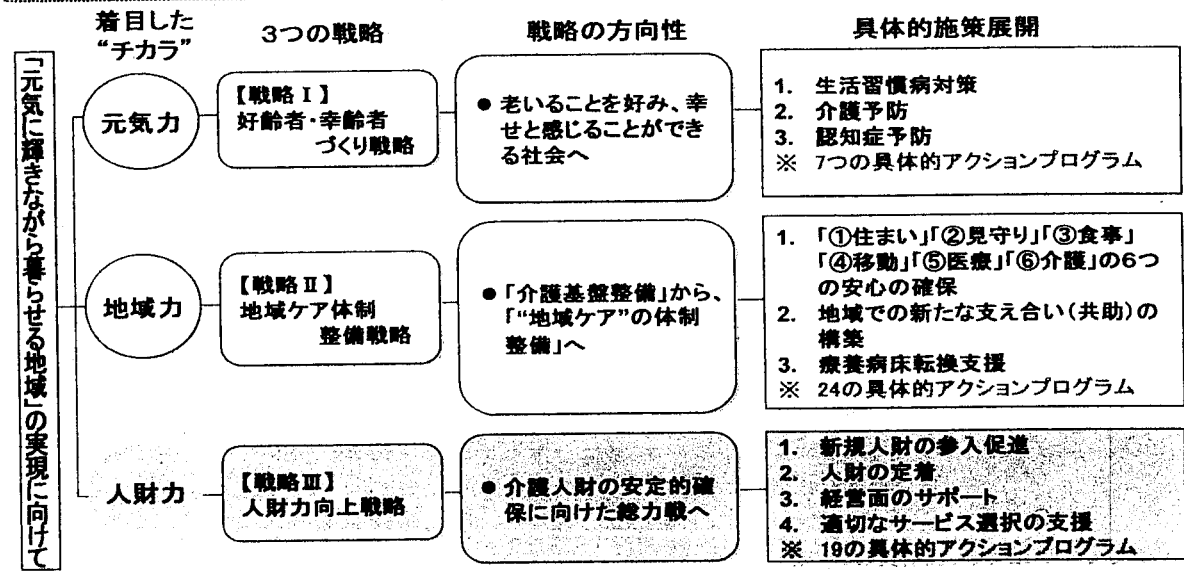 着目した
“チカラ”
3つの戦略
戦略の方向性
具体的施策展開
「元気に輝きながら暮らせる地域」の実現に向けて
元気力
【戦略Ⅰ】
好齢者・幸齢者
づくり戦略
● 老いることを好み、幸
せと感じることができ
る社会へ
1. 生活習慣病対策
2. 介護予防
3. 認知症予防
※ 7つの具体的アクションプログラム
地域力
【戦略Ⅱ】
地域ケア体制
整備戦略
● 「介護基盤整備」から、
「“地域ケア”の体制
整備」へ
1. 「①住まい」「②見守り」「③食事」
「④移動」「⑤医療」「⑥介護」の6つ
の安心の確保
2. 地域での新たな支え合い(共助)の
構築
3. 療養病床転換支援
※ 24の具体的アクションプログラム
人財力
【戦略Ⅲ】
人財力向上戦略
● 介護人財の安定的確
保に向けた総力戦へ
1. 新規人財の参入促進
2. 人財の定着
3. 経営面のサポート
4. 適切なサービス選択の支援
※ 19の具体的アクションプログラム